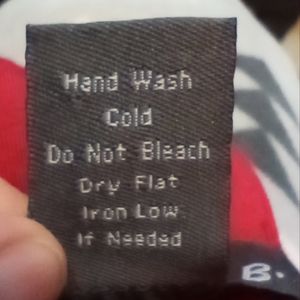 Hand Wash
Cold
Do Not Bleach
Dry Flat
Iron Low
If Needed
B.